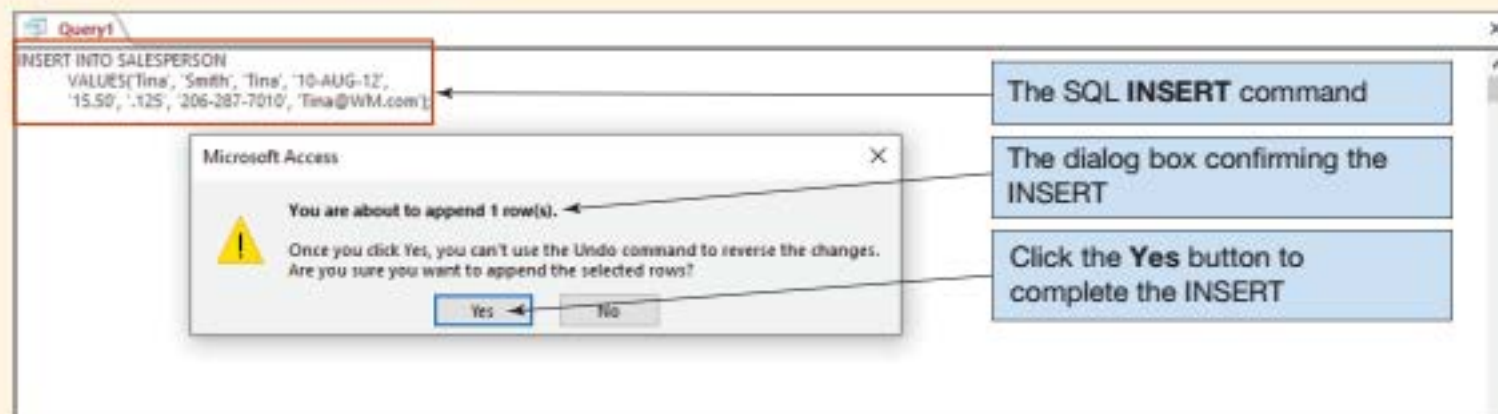 Query1
INSERT INTO SALESPERSON
VALUES('Tina', 'Smith', 'Tina', '10-AUG-12',
'15.50', '.125', '206-287-7010', 'Tina@WM.com');
The SQL INSERT command
Microsoft Access
You are about to append 1 row(s).
Once you click Yes, you can't use the Undo command to reverse the changes.
Are you sure you want to append the selected rows?
Yes No
The dialog box confirming the
INSERT
Click the Yes button to
complete the INSERT